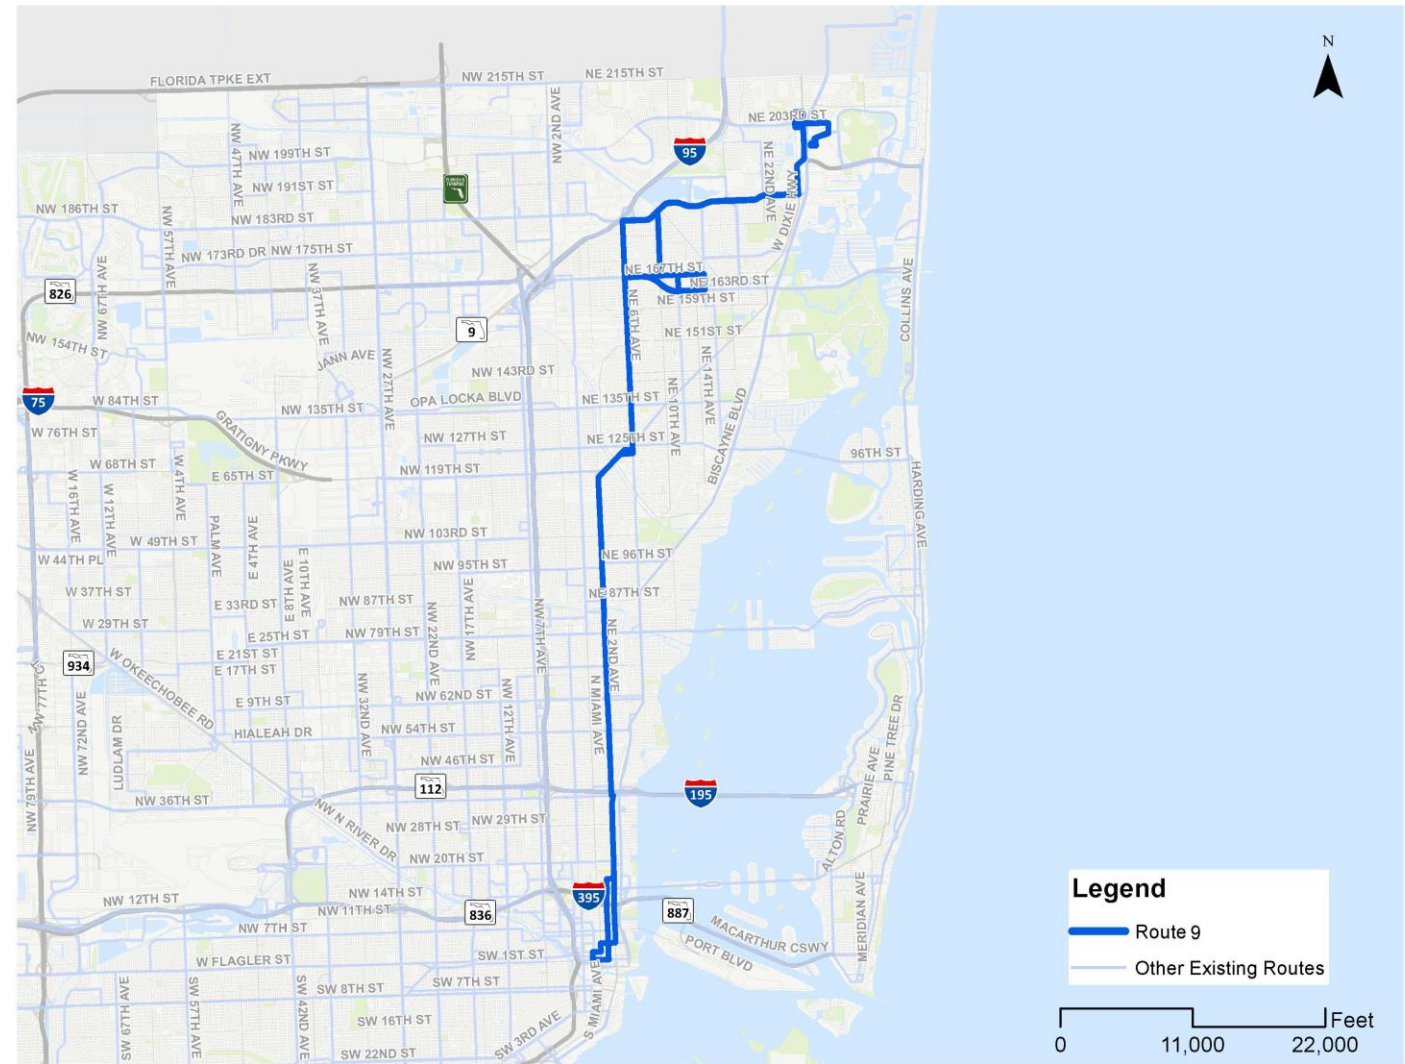 N
FLORIDA TPKE EXT
NW 215TH ST
NE 215TH ST
NW 47TH AVE
NW 2ND AVE
NE 203RD ST
95
NW 199TH ST
NE 22ND AVE
NW 191ST ST
W DIXIE HWY
NW 186TH ST
NW 57TH AVE
NW 183RD ST
NW 173RD DR
NW 175TH ST
NW 67TH AVE
NW 37TH AVE
NE 167TH ST
NE 163RD ST
NE 159TH ST
826
NE 6TH AVE
COLLINS AVE
9
NE 151ST ST
NW 154TH ST
JANN AVE
NW 27TH AVE
NW 143RD ST
NE 14TH AVE
NE 10TH AVE
75
W 84TH ST
NW 135TH ST
OPA LOCKA BLVD
NE 135TH ST
BISCAYNE BLVD
GRATIGNY PKWY
W 76TH ST
NW 127TH ST
NE 125TH ST
96TH ST
W 68TH ST
W 4TH AVE
E 65TH ST
NW 119TH ST
HARDING AVE
W 16TH AVE
W 12TH AVE
PALM AVE
E 4TH AVE
NW 103RD ST
W 49TH ST
E 10TH AVE
E 8TH AVE
NE 96TH ST
W 44TH PL
NW 95TH ST
W 37TH ST
NW 87TH ST
NW 17TH AVE
NE 87TH ST
E 33RD ST
NW 22ND AVE
NW 7TH AVE
NE 2ND AVE
W 29TH ST
E 25TH ST
NW 79TH ST
E 21ST ST
E 17TH ST
934
W OKEECHOBEE RD
NW 77TH CT
NW 72ND AVE
LUDLAM DR
E 9TH ST
NW 32ND AVE
NW 62ND ST
NW 12TH AVE
N MIAMI AVE
PINE TREE DR
PRAIRIE AVE
HIALEAH DR
NW 54TH ST
NW 46TH ST
NW 79TH AVE
112
195
NW 36TH ST
NW N RIVER DR
NW 28TH ST
NW 29TH ST
ALTON RD
NW 20TH ST
395
NW 14TH ST
NW 12TH ST
NW 11TH ST
836
887
MERIDIAN AVE
NW 7TH ST
MACARTHUR CSWY
PORT BLVD
W FLAGLER ST
SW 1ST ST
SW 67TH AVE
SW 57TH AVE
SW 42ND AVE
SW 8TH ST
SW 7TH ST
S MIAMI AVE
SW 16TH ST
SW 3RD AVE
SW 22ND ST
Legend
Route 9
Other Existing Routes
Feet
0 11,000 22,000